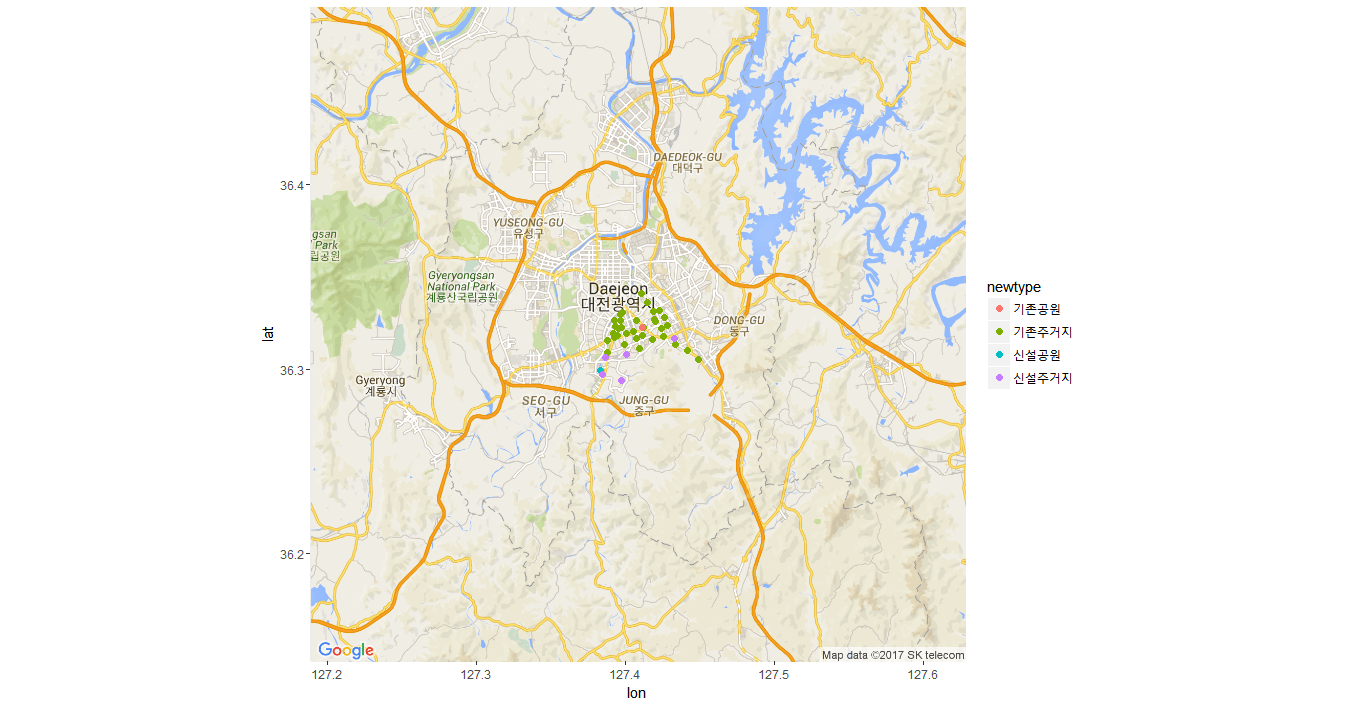 DAEDEOK-GU
대덕구
36.4
YUSEONG-GU
유성구
gsan
l Park
립공원
Gyeryongsan
National Park
계룡산국립공원
Daejeon
대전광역시
newtype
기존공원
기존주거지
신설공원
신설주거지
DONG-GU
동구
lat
36.3
Gyeryong
계룡시
SEO-GU
서구
JUNG-GU
중구
36.2
Google
Map data ©2017 SK telecom
127.2
127.3
127.4
127.5
127.6
lon